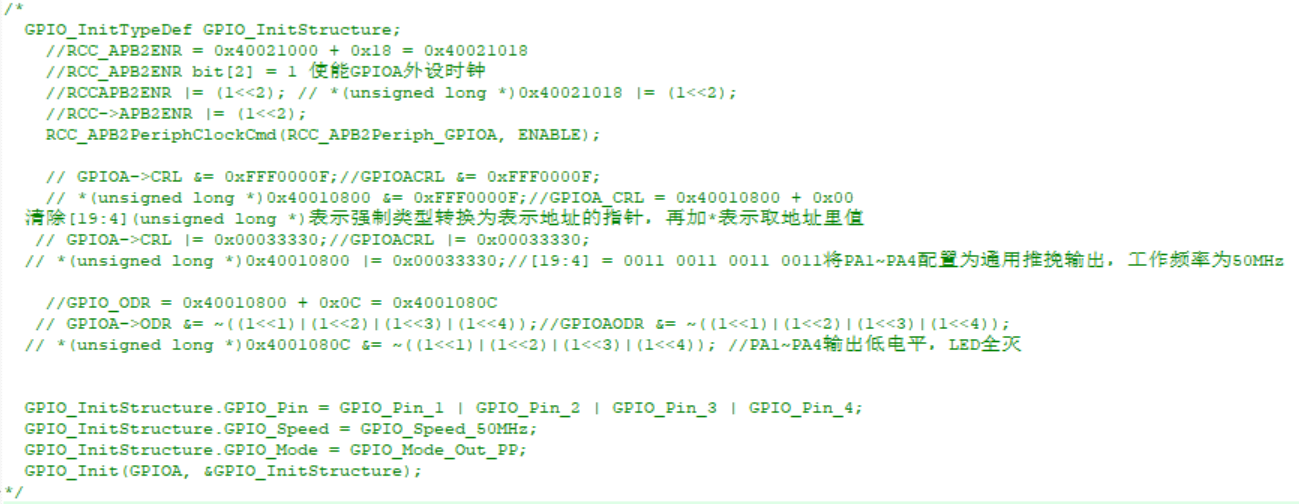 /*
GPIO_InitTypeDef GPIO_InitStructure;
//RCC_APB2ENR = 0x40021000 + 0x18 = 0x40021018
//RCC_APB2ENR bit[2] = 1 使能GPIOA外设时钟
//RCCAPB2ENR |= (1<<2); // *(unsigned long *)0x40021018 |= (1<<2);
//RCC->APB2ENR |= (1<<2);
RCC_APB2PeriphClockCmd(RCC_APB2Periph_GPIOA, ENABLE);
// GPIOA->CRL &= 0xFFF0000F;//GPIOACRL &= 0xFFF0000F;
// *(unsigned long *)0x40010800 &= 0xFFF0000F;//GPIOA_CRL = 0x40010800 + 0x00
清除[19:4](unsigned long *)表示强制类型转换为表示地址的指针，再加*表示取地址里值
// GPIOA->CRL |= 0x00033330;//GPIOACRL |= 0x00033330;
// *(unsigned long *)0x40010800 |= 0x00033330;//[19:4] = 0011 0011 0011 0011将PA1~PA4配置为通用推挽输出，工作频率为50MHz
//GPIO_ODR = 0x40010800 + 0x0C = 0x4001080C
// GPIOA->ODR &= ~((1<<1)|(1<<2)|(1<<3)|(1<<4));//GPIOAODR &= ~((1<<1)|(1<<2)|(1<<3)|(1<<4));
// *(unsigned long *)0x4001080C &= ~((1<<1)|(1<<2)|(1<<3)|(1<<4)); //PA1~PA4输出低电平，LED全灭
GPIO_InitStructure.GPIO_Pin = GPIO_Pin_1 | GPIO_Pin_2 | GPIO_Pin_3 | GPIO_Pin_4;
GPIO_InitStructure.GPIO_Speed = GPIO_Speed_50MHz;
GPIO_InitStructure.GPIO_Mode = GPIO_Mode_Out_PP;
GPIO_Init(GPIOA, &GPIO_InitStructure);
*/